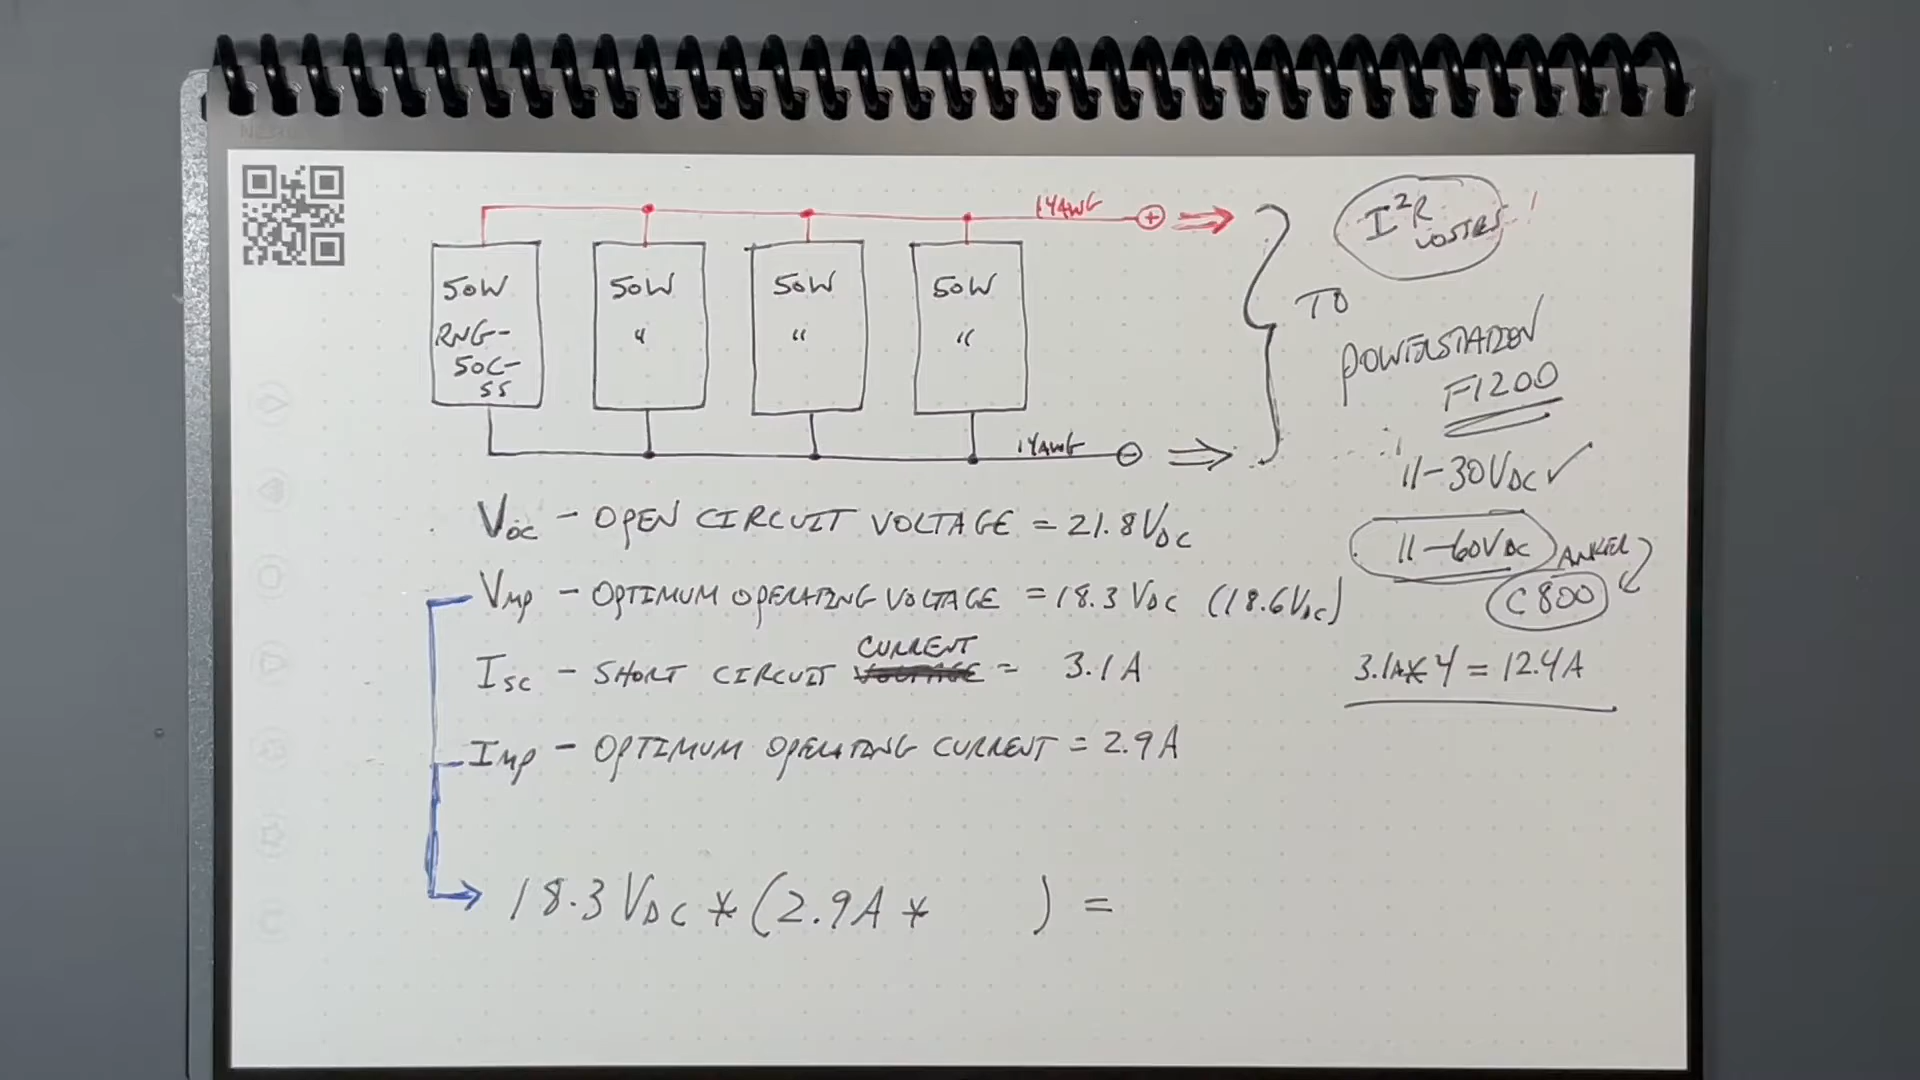 14AWG +
I²R
LOSSES!
50W 50W 50W 50W
RNG- " " "
50C-
SS
TO
POWERSTATION
F1200
14AWG -
11-30VDC ✓
VOC - OPEN CIRCUIT VOLTAGE = 21.8VDC
11-60VDC ANKER
C800
VMP - OPTIMUM OPERATING VOLTAGE = 18.3 VDC (18.6VDC)
CURRENT
ISC - SHORT CIRCUIT VOLTAGE = 3.1A
3.1A*4 = 12.4A
IMP - OPTIMUM OPERATING CURRENT = 2.9A
18.3 VDC * (2.9A * ) =